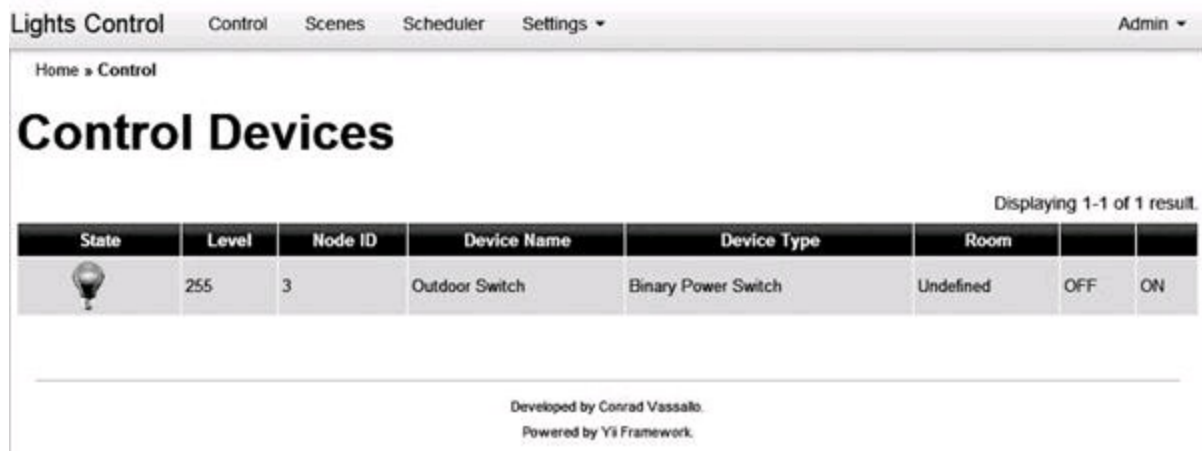 Lights Control Control Scenes Scheduler Settings Admin
Home » Control
Control Devices
Displaying 1-1 of 1 result.
State Level Node ID Device Name Device Type Room
255 3 Outdoor Switch Binary Power Switch Undefined OFF ON
Developed by Conrad Vassallo.
Powered by Yii Framework.